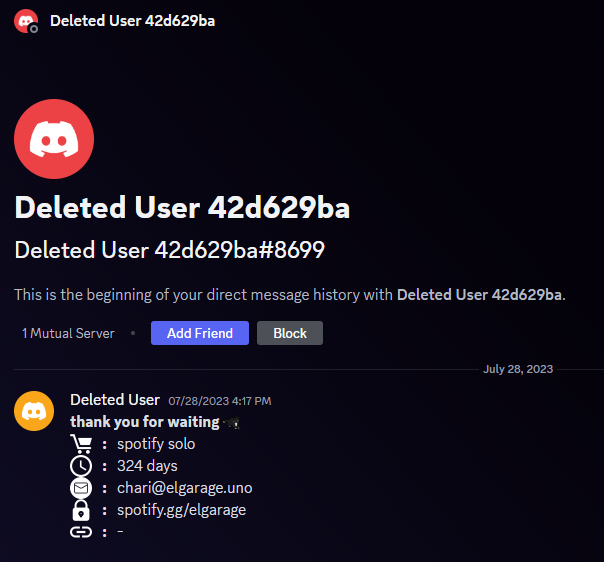 Deleted User 42d629ba
Deleted User 42d629ba
Deleted User 42d629ba#8699
This is the beginning of your direct message history with Deleted User 42d629ba.
1 Mutual Server • Add Friend Block
July 28, 2023
Deleted User 07/28/2023 4:17 PM
thank you for waiting
: spotify solo
: 324 days
: chari@elgarage.uno
: spotify.gg/elgarage
: -